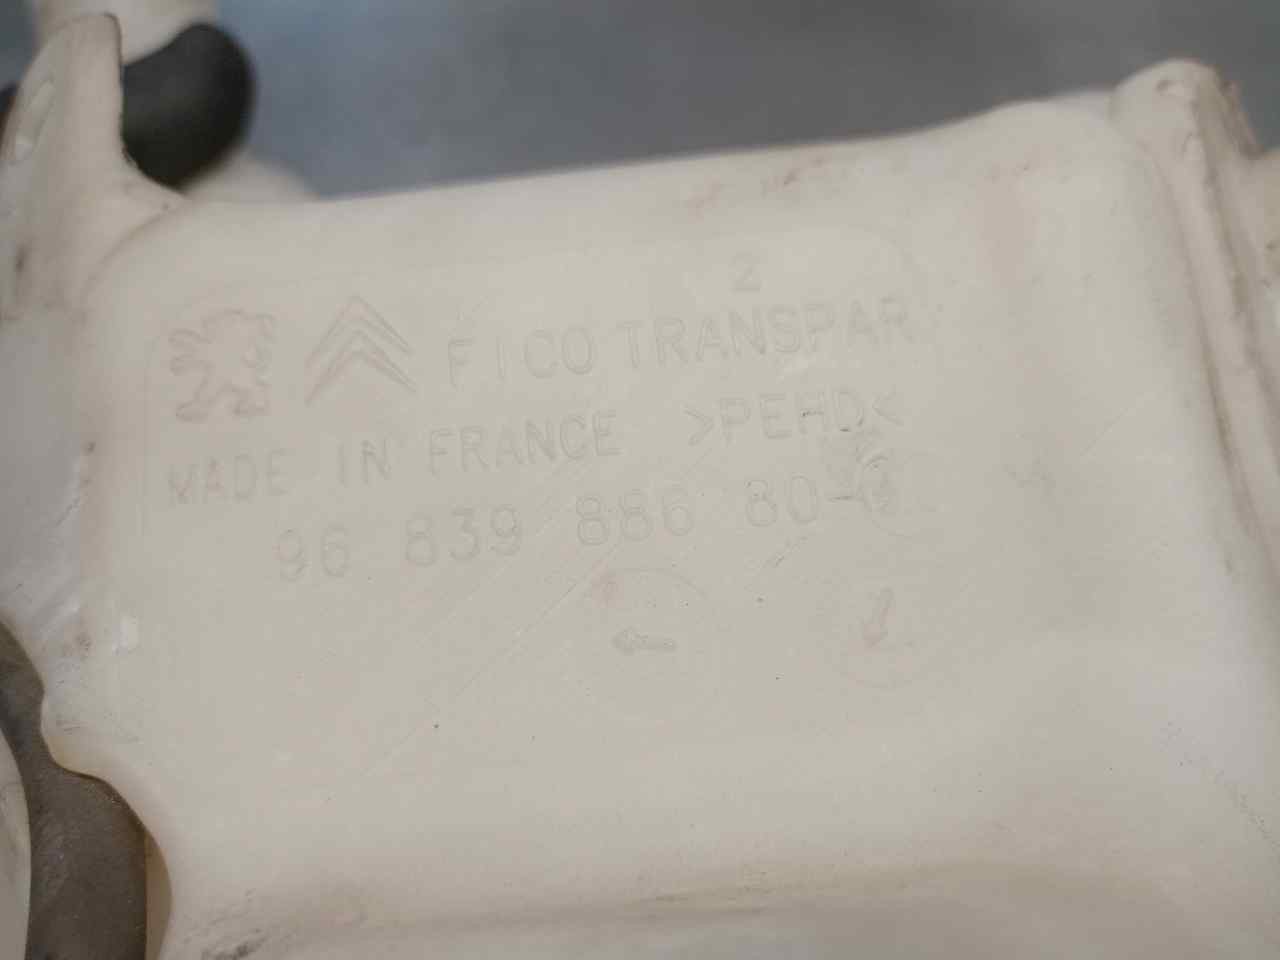 2
FICO TRANSPAR
MADE IN FRANCE >PEHD<
96 839 886 80-